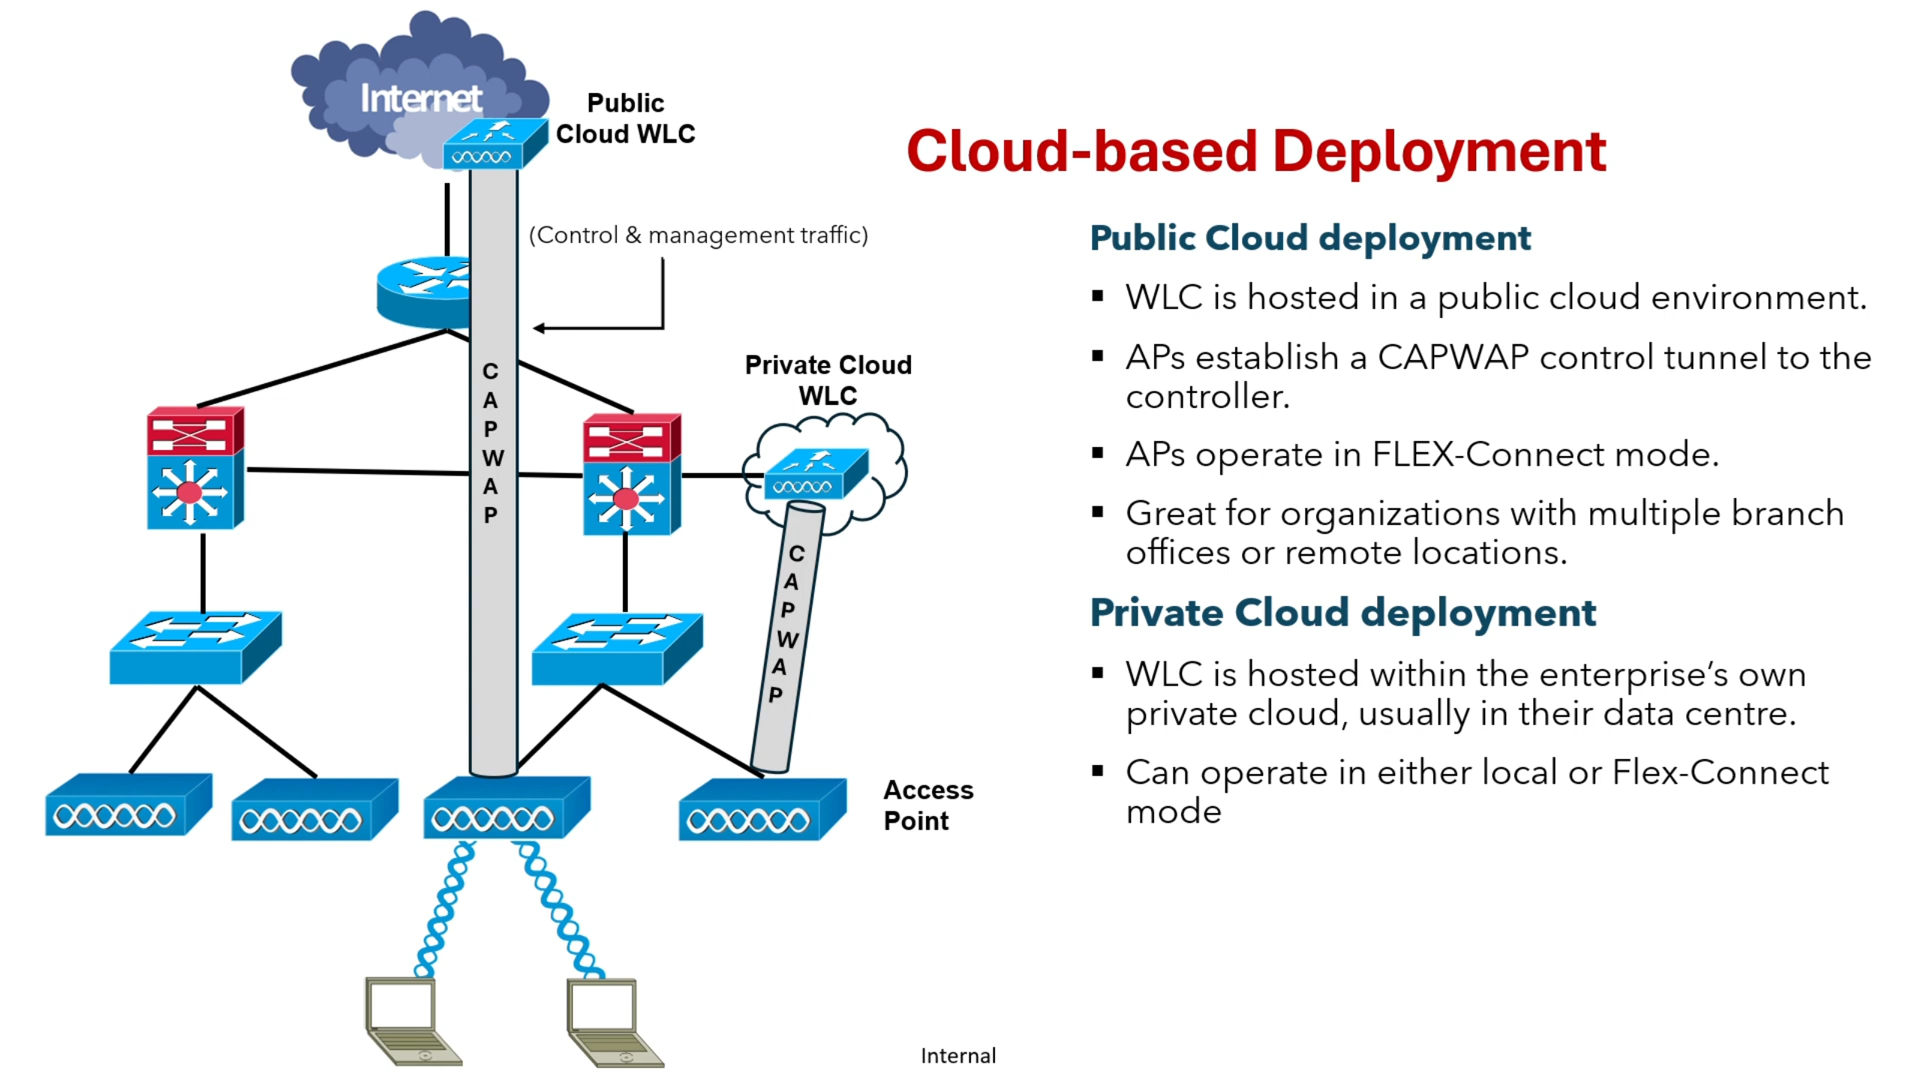 Internet
Public
Cloud WLC
(Control & management traffic)
C
A
P
W
A
P
Private Cloud
WLC
C
A
P
W
A
P
Access
Point
Cloud-based Deployment
Public Cloud deployment
▪ WLC is hosted in a public cloud environment.
▪ APs establish a CAPWAP control tunnel to the
controller.
▪ APs operate in FLEX-Connect mode.
▪ Great for organizations with multiple branch
offices or remote locations.
Private Cloud deployment
▪ WLC is hosted within the enterprise’s own
private cloud, usually in their data centre.
▪ Can operate in either local or Flex-Connect
mode
Internal